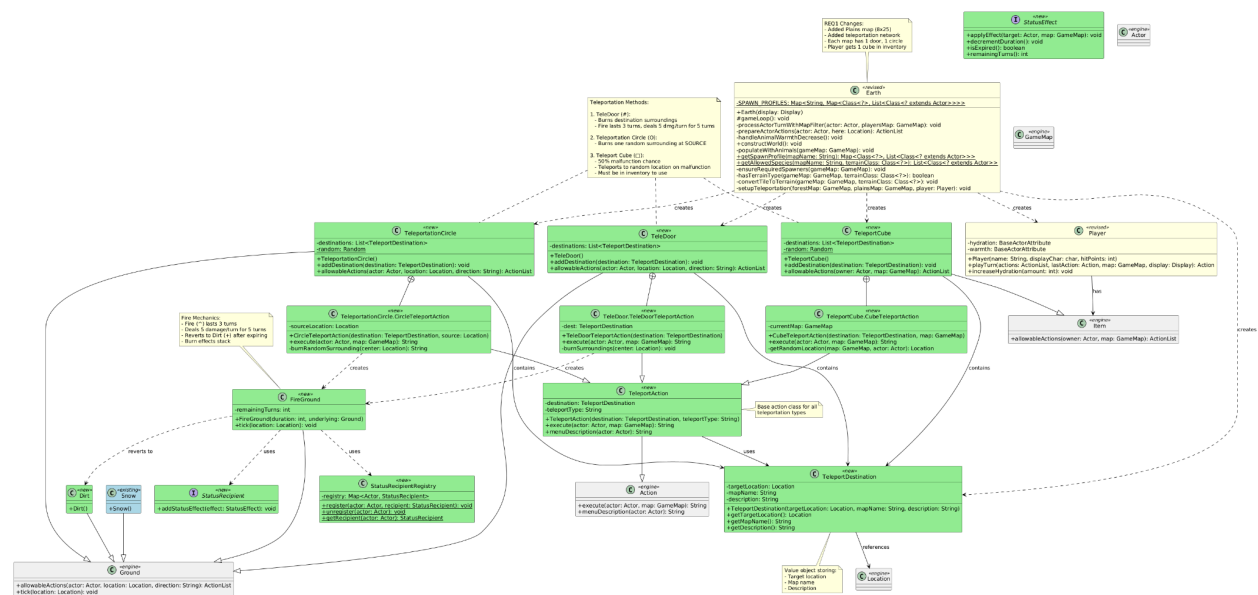 REQ1 Changes:
- Added Plains map (8x25)
- Added teleportation network
- Each map has 1 door, 1 circle
- Player gets 1 cube in inventory
«new»
StatusEffect
+applyEffect(target: Actor, map: GameMap): void
+decrementDuration(): void
+isExpired(): boolean
+remainingTurns(): int
«engine»
Actor
Teleportation Methods:
1. TeleDoor (#):
- Burns destination surroundings
- Fire lasts 3 turns, deals 5 dmg/turn for 5 turns
2. Teleportation Circle (O):
- Burns one random surrounding at SOURCE
3. Teleport Cube (□):
- 50% malfunction chance
- Teleports to random location on malfunction
- Must be in inventory to use
«revised»
Earth
-SPAWN_PROFILES: Map<String, Map<Class<?>, List<Class<? extends Actor>>>>
+Earth(display: Display)
#gameLoop(): void
-processActorTurnWithMapFilter(actor: Actor, playersMap: GameMap): void
-prepareActorActions(actor: Actor, here: Location): ActionList
-handleAnimalWarmthDecrease(): void
+constructWorld(): void
-populateWithAnimals(gameMap: GameMap): void
+getSpawnProfile(mapName: String): Map<Class<?>, List<Class<? extends Actor>>>
+getAllowedSpecies(mapName: String, terrainClass: Class<?>): List<Class<? extends Actor>>
-ensureRequiredSpawners(gameMap: GameMap): void
-hasTerrainType(gameMap: GameMap, terrainClass: Class<?>): boolean
-convertTileToTerrain(gameMap: GameMap, terrainClass: Class<?>): void
-setupTeleportation(forestMap: GameMap, plainsMap: GameMap, player: Player): void
«engine»
GameMap
creates
creates
creates
«new»
TeleportationCircle
-destinations: List<TeleportDestination>
-random: Random
+TeleportationCircle()
+addDestination(destination: TeleportDestination): void
+allowableActions(actor: Actor, location: Location, direction: String): ActionList
«new»
TeleDoor
-destinations: List<TeleportDestination>
+TeleDoor()
+addDestination(destination: TeleportDestination): void
+allowableActions(actor: Actor, location: Location, direction: String): ActionList
«new»
TeleportCube
-destinations: List<TeleportDestination>
-random: Random
+TeleportCube()
+addDestination(destination: TeleportDestination): void
+allowableActions(owner: Actor, map: GameMap): ActionList
«revised»
Player
-hydration: BaseActorAttribute
-warmth: BaseActorAttribute
+Player(name: String, displayChar: char, hitPoints: int)
+playTurn(actions: ActionList, lastAction: Action, map: GameMap, display: Display): Action
+increaseHydration(amount: int): void
has
Fire Mechanics:
- Fire (^) lasts 3 turns
- Deals 5 damage/turn for 5 turns
- Reverts to Dirt (+) after expiring
- Burn effects stack
«new»
TeleportationCircle.CircleTeleportAction
-sourceLocation: Location
+CircleTeleportAction(destination: TeleportDestination, source: Location)
+execute(actor: Actor, map: GameMap): String
-burnRandomSurrounding(center: Location): String
«new»
TeleDoor.TeleDoorTeleportAction
-dest: TeleportDestination
+TeleDoorTeleportAction(destination: TeleportDestination)
+execute(actor: Actor, map: GameMap): String
-burnSurroundings(center: Location): void
«new»
TeleportCube.CubeTeleportAction
-currentMap: GameMap
+CubeTeleportAction(destination: TeleportDestination, map: GameMap)
+execute(actor: Actor, map: GameMap): String
-getRandomLocation(map: GameMap, actor: Actor): Location
«engine»
Item
+allowableActions(owner: Actor, map: GameMap): ActionList
creates
creates
creates
contains
contains
contains
«new»
FireGround
-remainingTurns: int
+FireGround(duration: int, underlying: Ground)
+tick(location: Location): void
«new»
TeleportAction
-destination: TeleportDestination
-teleportType: String
+TeleportAction(destination: TeleportDestination, teleportType: String)
+execute(actor: Actor, map: GameMap): String
+menuDescription(actor: Actor): String
Base action class for all
teleportation types
reverts to
uses
uses
uses
«new»
Dirt
+Dirt()
«existing»
Snow
+Snow()
«new»
StatusRecipient
+addStatusEffect(effect: StatusEffect): void
«new»
StatusRecipientRegistry
-registry: Map<Actor, StatusRecipient>
+register(actor: Actor, recipient: StatusRecipient): void
+unregister(actor: Actor): void
+getRecipient(actor: Actor): StatusRecipient
«engine»
Action
+execute(actor: Actor, map: GameMap): String
+menuDescription(actor: Actor): String
«new»
TeleportDestination
-targetLocation: Location
-mapName: String
-description: String
+TeleportDestination(targetLocation: Location, mapName: String, description: String)
+getTargetLocation(): Location
+getMapName(): String
+getDescription(): String
references
«engine»
Ground
+allowableActions(actor: Actor, location: Location, direction: String): ActionList
+tick(location: Location): void
Value object storing:
- Target location
- Map name
- Description
«engine»
Location